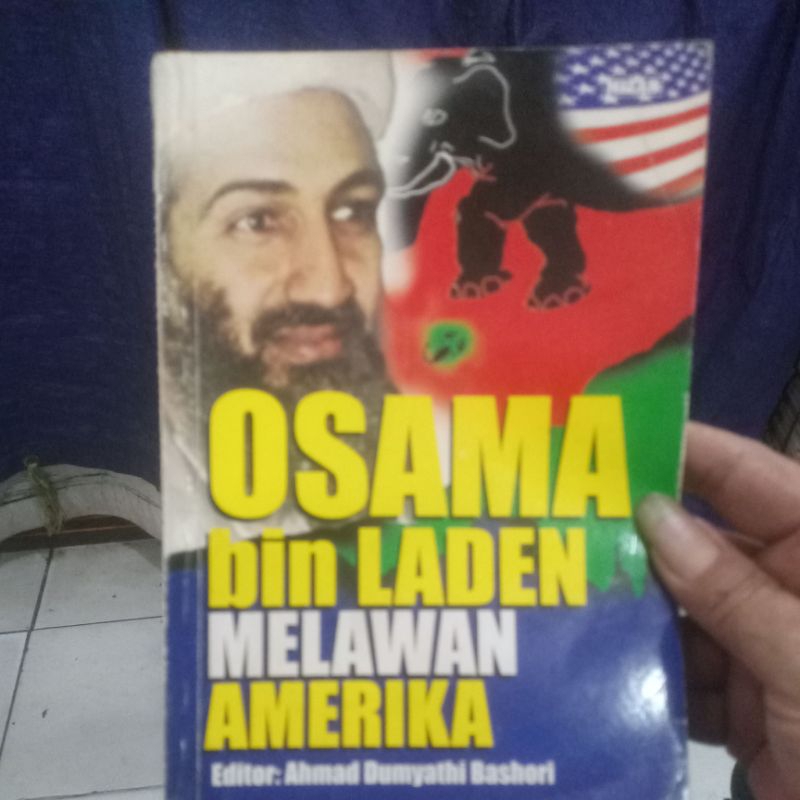 OSAMA
bin LADEN
MELAWAN
AMERIKA
Editor: Ahmad Dumyathi Bashori